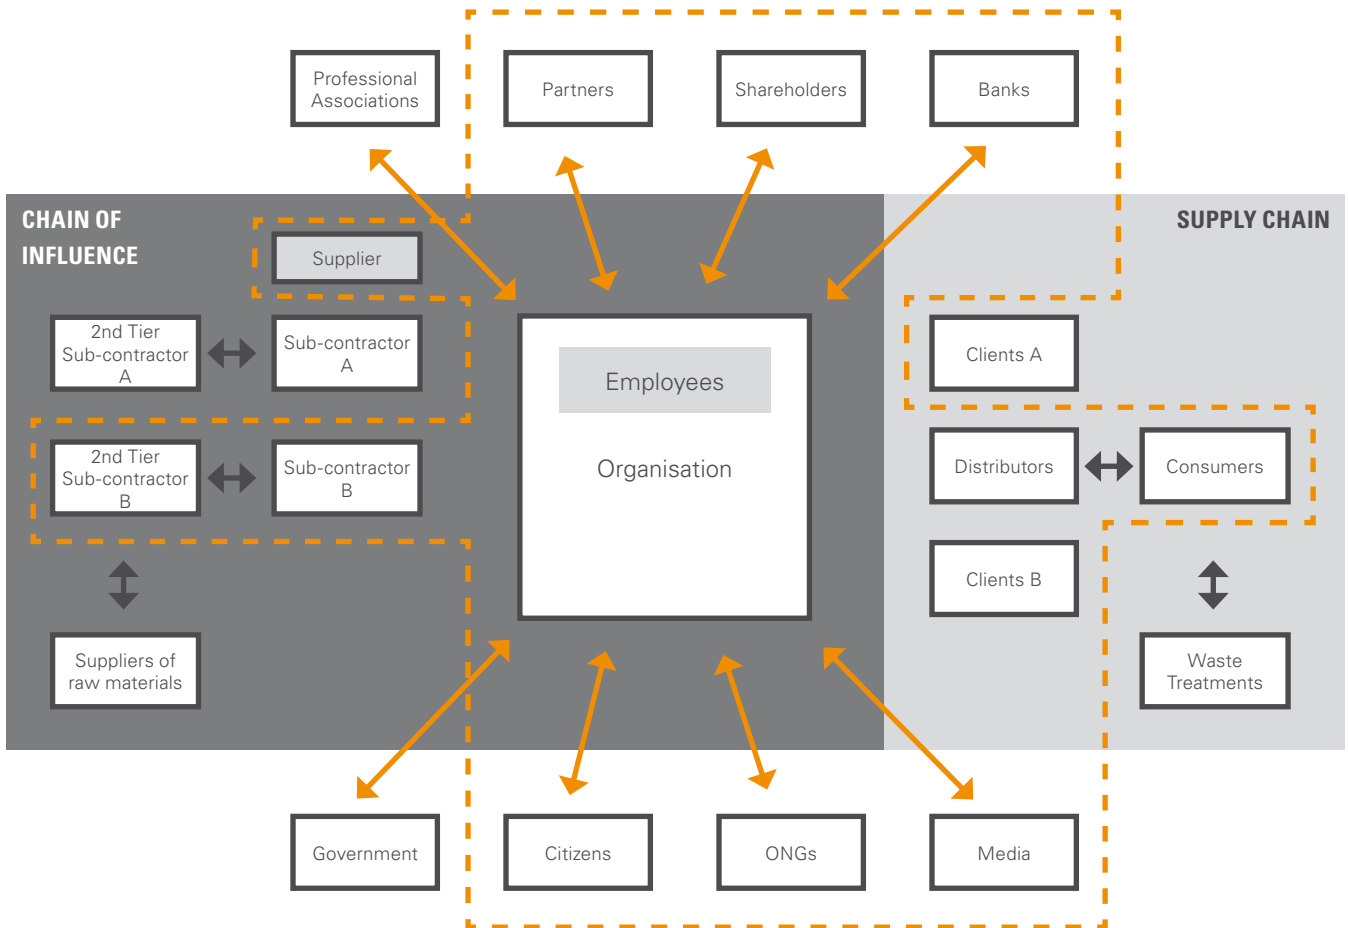 Professional
Associations
Partners
Shareholders
Banks
CHAIN OF
INFLUENCE
SUPPLY CHAIN
Supplier
2nd Tier
Sub-contractor
A
Sub-contractor
A
Clients A
Employees
Organisation
2nd Tier
Sub-contractor
B
Sub-contractor
B
Distributors
Consumers
Clients B
Suppliers of
raw materials
Waste
Treatments
Government
Citizens
ONGs
Media